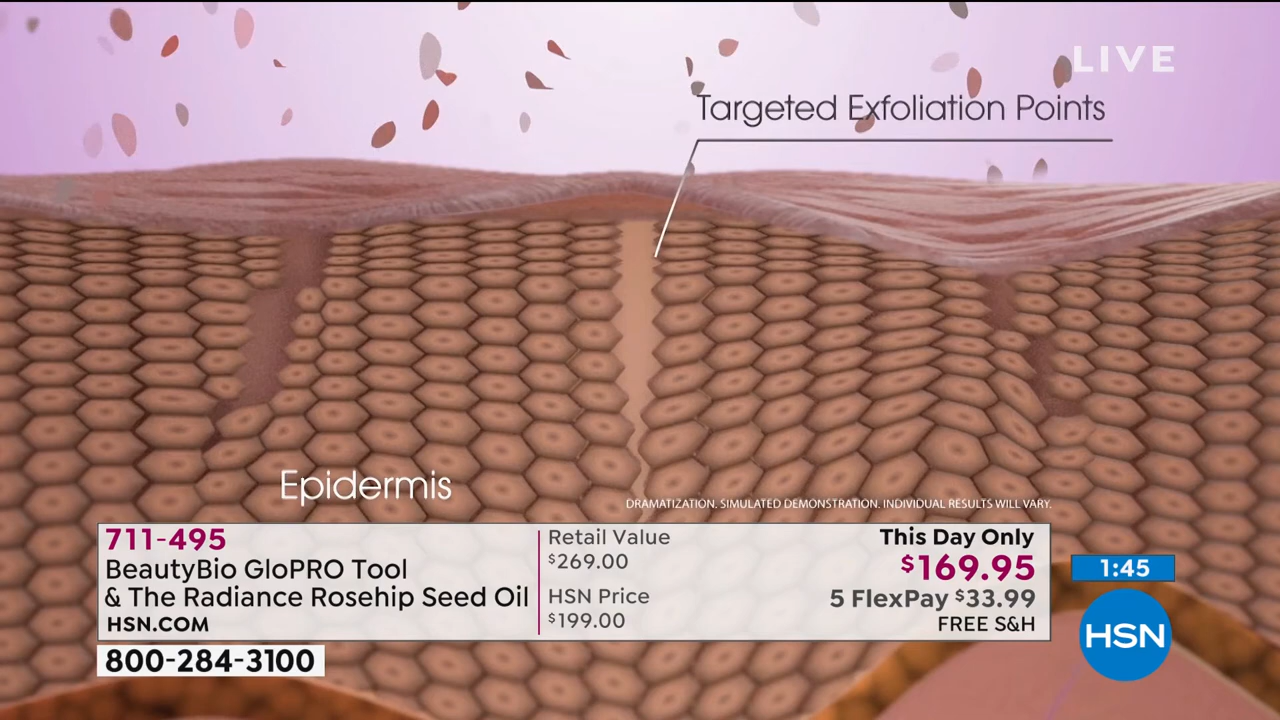 LIVE
Targeted Exfoliation Points
Epidermis
DRAMATIZATION. SIMULATED DEMONSTRATION. INDIVIDUAL RESULTS WILL VARY.
711-495
BeautyBio GloPRO Tool
& The Radiance Rosehip Seed Oil
HSN.COM
Retail Value
$269.00
HSN Price
$199.00
This Day Only
$169.95
5 FlexPay $33.99
FREE S&H
1:45
HSN
800-284-3100